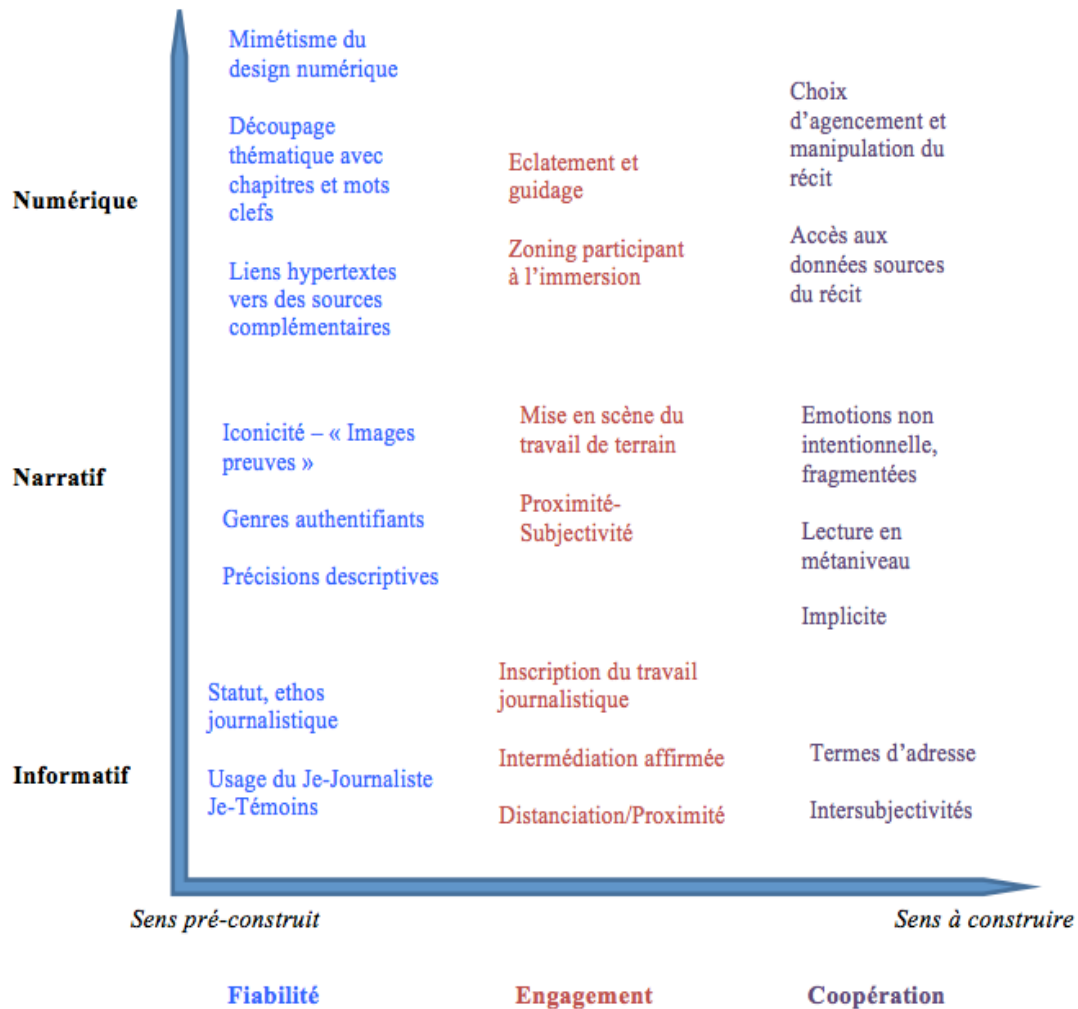 Mimétisme du
design numérique
Découpage
thématique avec
chapitres et mots
clefs
Liens hypertextes
vers des sources
complémentaires
Eclatement et
guidage
Zoning participant
à l'immersion
Choix
d'agencement et
manipulation du
récit
Accès aux
données sources
du récit
Numérique
Iconicité – « Images
preuves »
Genres authentifiants
Précisions descriptives
Mise en scène du
travail de terrain
Proximité-
Subjectivité
Emotions non
intentionnelle,
fragmentées
Lecture en
métaniveau
Implicite
Narratif
Statut, ethos
journalistique
Usage du Je-Journaliste
Je-Témoins
Inscription du travail
journalistique
Intermédiation affirmée
Distanciation/Proximité
Termes d'adresse
Intersubjectivités
Informatif
Sens pré-construit
Sens à construire
Fiabilité
Engagement
Coopération